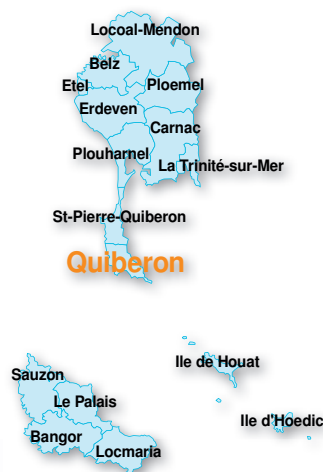 Locoal-Mendon
Belz
Etel
Ploemel
Erdeven
Carnac
Plouharnel
La Trinité-sur-Mer
St-Pierre-Quiberon
Quiberon
Ile de Houat
Sauzon
Le Palais
Ile d'Hoedic
Bangor
Locmaria